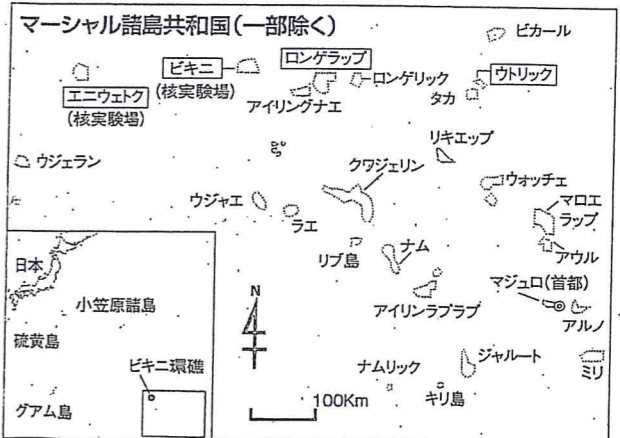 マーシャル諸島共和国(一部除く)
ビカール
ビキニ
(核実験場)
ロンゲラップ
ロンゲリック
ウトリック
エニウェトク
(核実験場)
アイリングナエ
タカ
リキエップ
ウジェラン
クワジェリン
ウォッチェ
ウジャエ
ラエ
マロエ
ラップ
リブ島
ナム
アウル
日本
マジュロ(首都)
小笠原諸島
N
アイリンラプラプ
アルノ
硫黄島
ビキニ環礁
ナムリック
ジャルート
ミリ
グアム島
100Km
キリ島